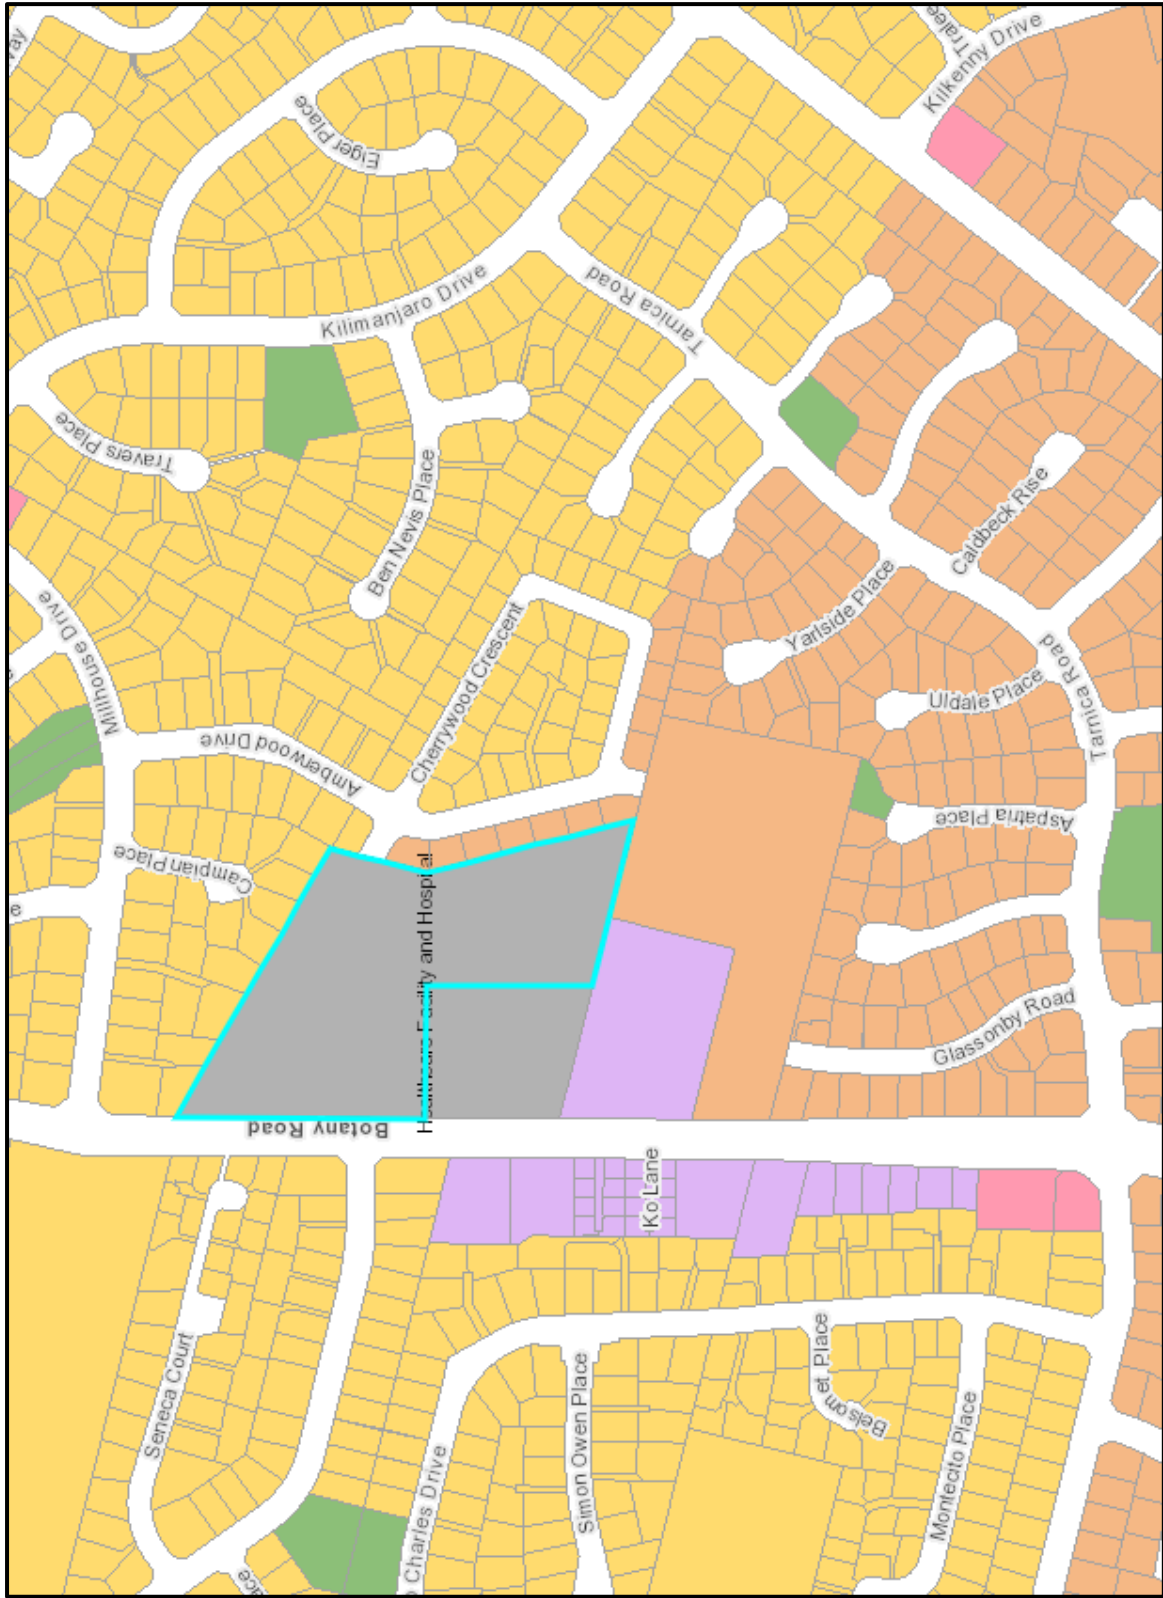 Tralee
Kilkenny Drive
Eiger Place
Kilimanjaro Drive
Tarnica Road
Travers Place
Ben Nevis Place
Caldbeck Rise
Millhouse Drive
Cherrywood Crescent
Yarlside Place
Uldale Place
Tarnica Road
Amberwood Drive
Aspatria Place
Campian Place
Healthcare Facility and Hospital
Glassonby Road
Botany Road
Ko Lane
Seneca Court
Simon Owen Place
Belsomet Place
Montecito Place
Charles Drive